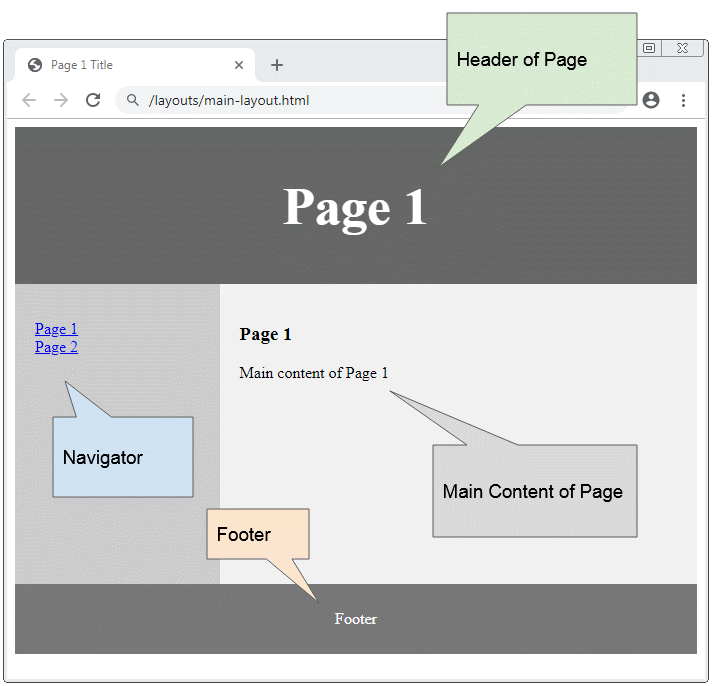 Header of Page
Page 1 Title
/layouts/main-layout.html
Page 1
Page 1
Page 2
Page 1
Main content of Page 1
Navigator
Main Content of Page
Footer
Footer